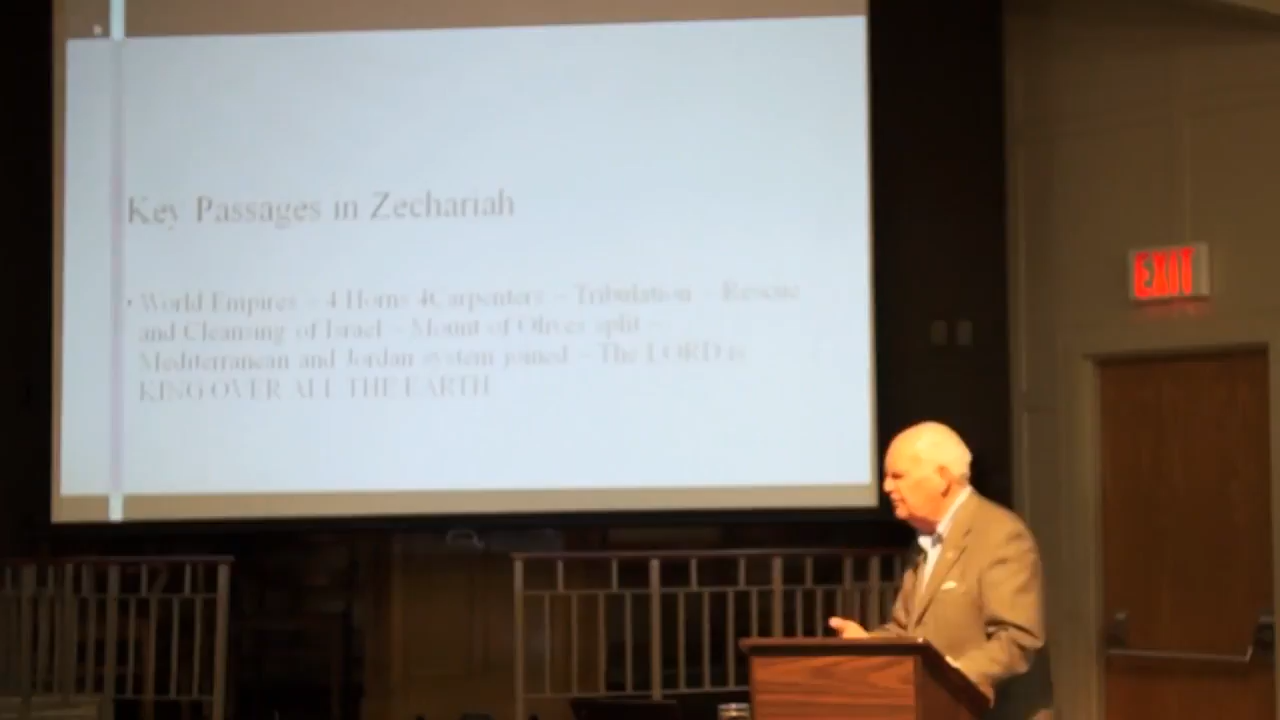 Key Passages in Zechariah
• World Empires – 4 Horns 4Carpenters – Tribulation – Rescue
and Cleansing of Israel – Mount of Olives split –
Mediterranean and Jordan system joined – The LORD is
KING OVER ALL THE EARTH
EXIT